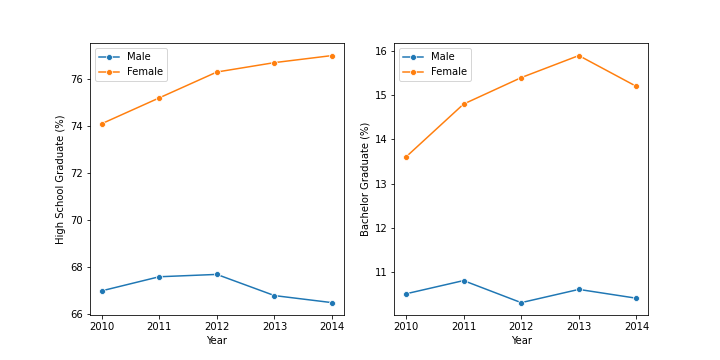 Male
Female
High School Graduate (%)
76
74
72
70
68
66
2010 2011 2012 2013 2014
Year
Male
Female
Bachelor Graduate (%)
16
15
14
13
12
11
2010 2011 2012 2013 2014
Year